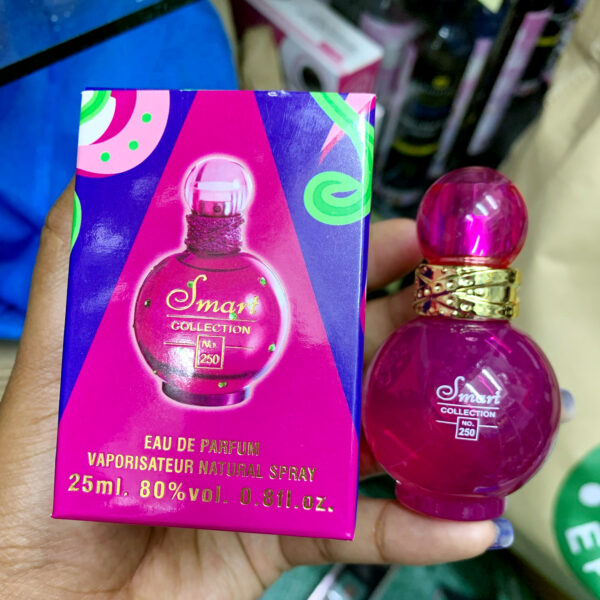 Smart
COLLECTION
No.
250
EAU DE PARFUM
VAPORISATEUR NATURAL SPRAY
25ml. 80%vol. 0.8fl.oz.
Smart
COLLECTION
NO.
250